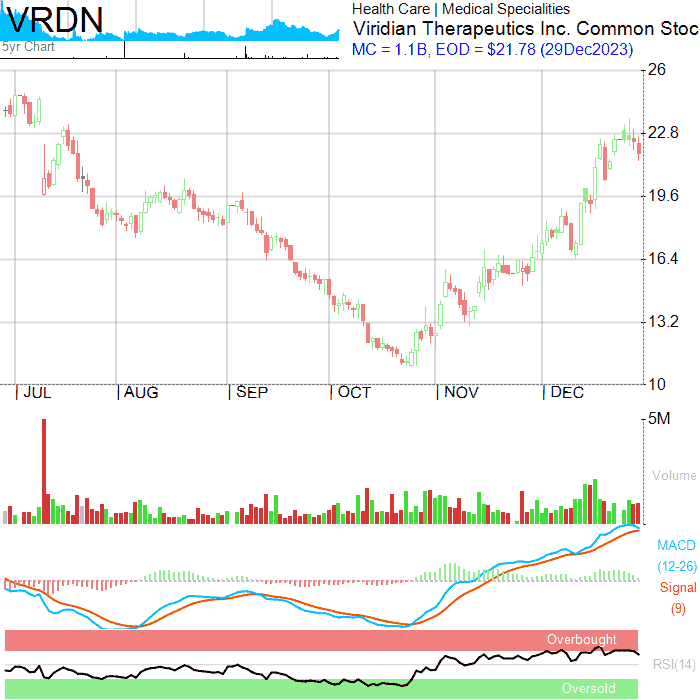 VRDN
5yr Chart
Health Care | Medical Specialities
Viridian Therapeutics Inc. Common Stoc
MC = 1.1B, EOD = $21.78 (29Dec2023)
26
22.8
19.6
16.4
13.2
10
JUL AUG SEP OCT NOV DEC
5M
Volume
MACD
(12-26)
Signal
(9)
Overbought
RSI(14)
Oversold